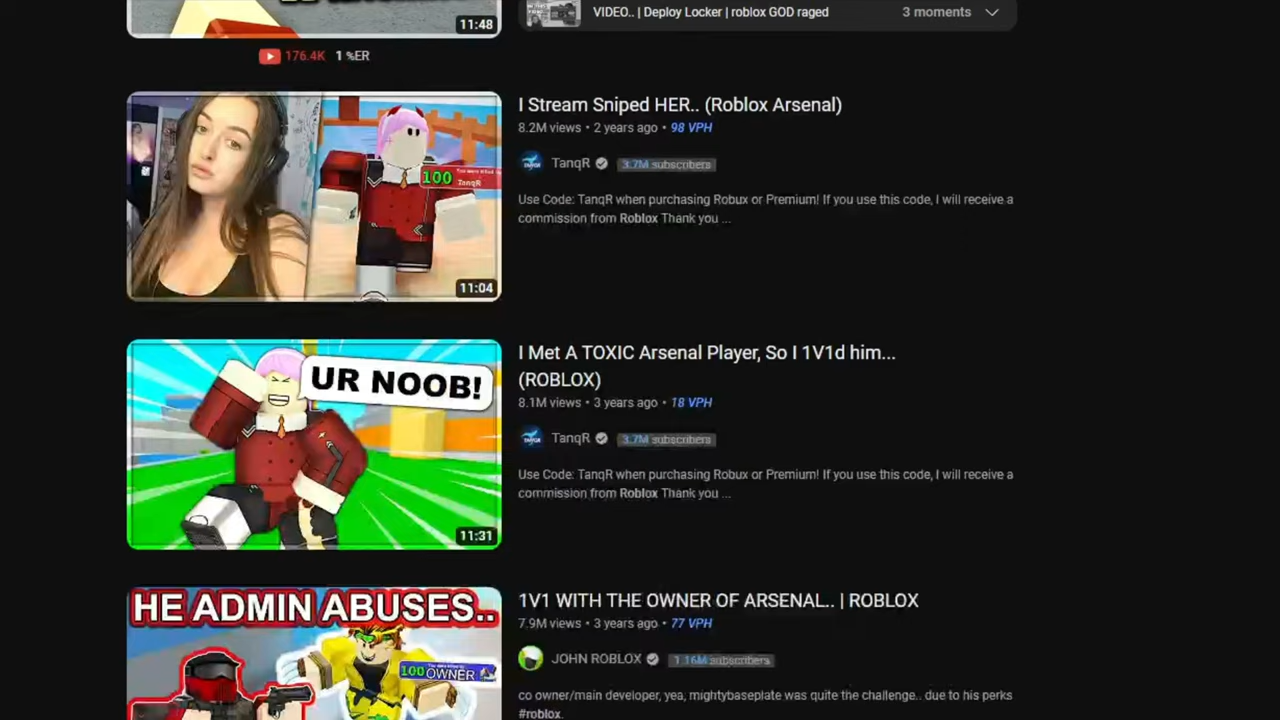 VIDEO.. | Deploy Locker | roblox GOD raged
3 moments
11:48
176.4K 1 %ER
I Stream Sniped HER.. (Roblox Arsenal)
8.2M views • 2 years ago • 98 VPH
TanqR 3.7M subscribers
100
TanqR
Use Code: TanqR when purchasing Robux or Premium! If you use this code, I will receive a
commission from Roblox Thank you ...
11:04
I Met A TOXIC Arsenal Player, So I 1V1d him...
(ROBLOX)
8.1M views • 3 years ago • 18 VPH
UR NOOB!
TanqR 3.7M subscribers
Use Code: TanqR when purchasing Robux or Premium! If you use this code, I will receive a
commission from Roblox Thank you ...
11:31
HE ADMIN ABUSES..
1V1 WITH THE OWNER OF ARSENAL.. | ROBLOX
7.9M views • 3 years ago • 77 VPH
JOHN ROBLOX 1.16M subscribers
100 OWNER
co owner/main developer, yea, mightybaseplate was quite the challenge.. due to his perks
#roblox.